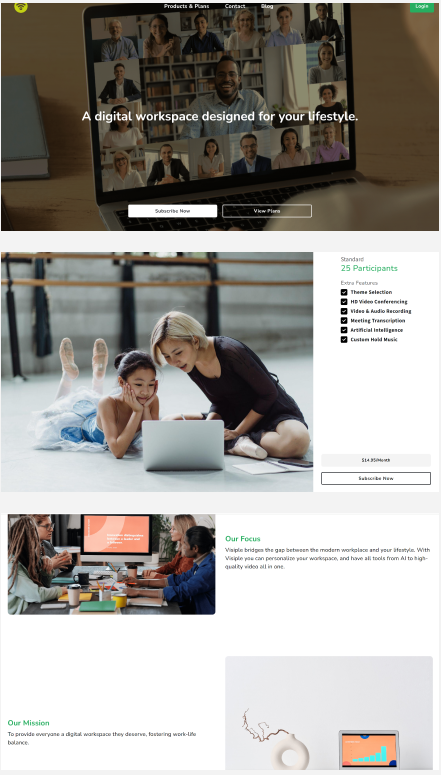 Products & Plans Contact Blog Login
A digital workspace designed for your lifestyle.
Subscribe Now View Plans
Standard
25 Participants
Extra Features
Theme Selection
HD Video Conferencing
Video & Audio Recording
Meeting Transcription
Artificial Intelligence
Custom Hold Music
$14.95/Month
Subscribe Now
Our Focus
Visiple bridges the gap between the modern workplace and your lifestyle. With
Visiple you can personalize your workspace, and have all tools from AI to high-
quality video all in one.
Our Mission
To provide everyone a digital workspace they deserve, fostering work-life
balance.